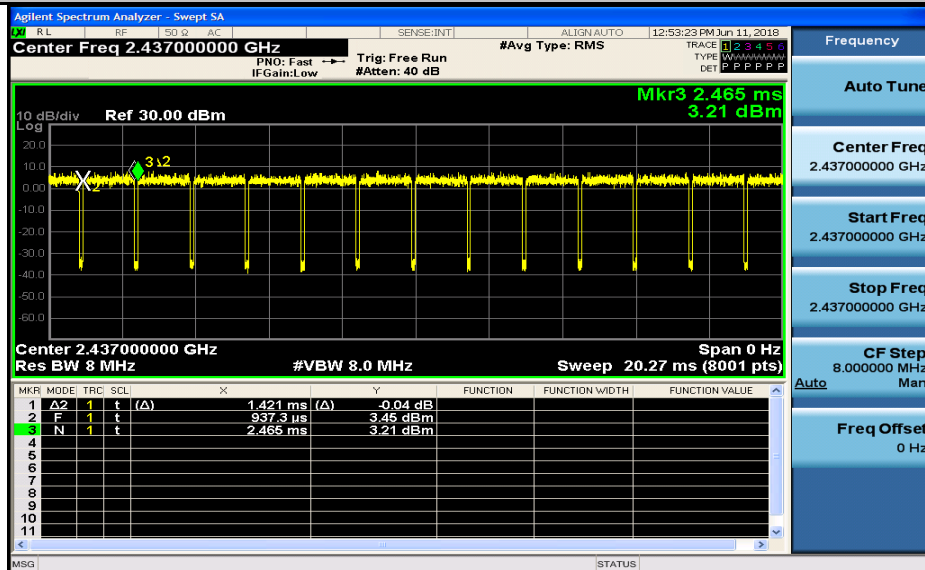 Agilent Spectrum Analyzer - Swept SA
LXI RL RF 50 Ω AC SENSE:INT ALIGN AUTO 12:53:23 PM Jun 11, 2018
Center Freq 2.437000000 GHz
PNO: Fast
IFGain:Low
Trig: Free Run
#Atten: 40 dB
#Avg Type: RMS
TRACE 1 2 3 4 5 6
TYPE WWWWWW
DET P P P P P P
Mkr3 2.465 ms
3.21 dBm
10 dB/div Ref 30.00 dBm
Log
20.0
10.0
0.00
-10.0
-20.0
-30.0
-40.0
-50.0
-60.0
3 Δ2
X2
Center 2.437000000 GHz Span 0 Hz
Res BW 8 MHz #VBW 8.0 MHz Sweep 20.27 ms (8001 pts)
MKR MODE TRC SCL X Y FUNCTION FUNCTION WIDTH FUNCTION VALUE
1 Δ2 1 t (Δ) 1.421 ms (Δ) -0.04 dB
2 F 1 t 937.3 µs 3.45 dBm
3 N 1 t 2.465 ms 3.21 dBm
4
5
6
7
8
9
10
11
MSG STATUS
Frequency
Auto Tune
Center Freq
2.437000000 GHz
Start Freq
2.437000000 GHz
Stop Freq
2.437000000 GHz
CF Step
8.000000 MHz
Auto Man
Freq Offset
0 Hz